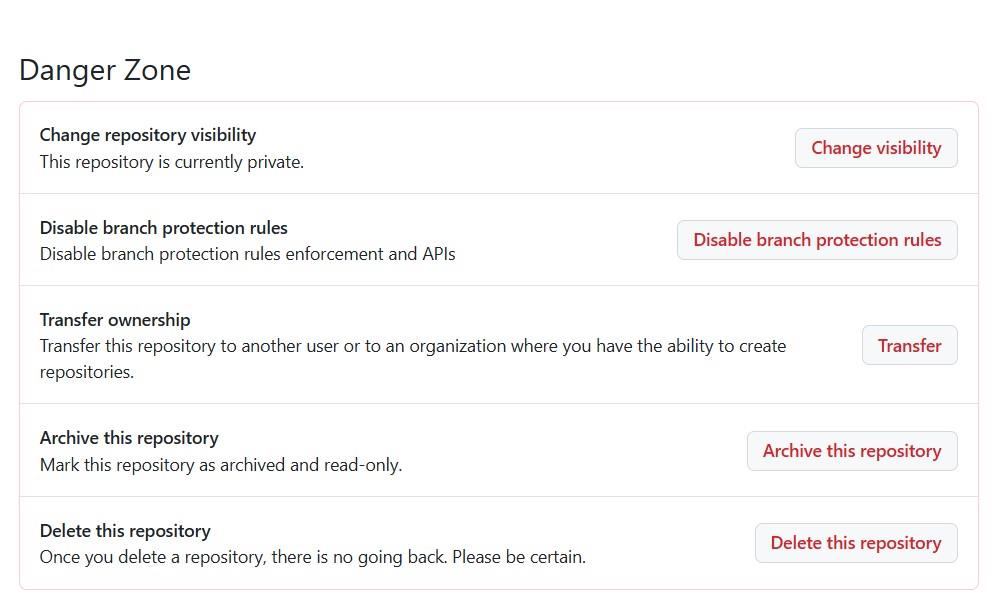 Danger Zone
Change repository visibility
This repository is currently private.
Change visibility
Disable branch protection rules
Disable branch protection rules enforcement and APIs
Disable branch protection rules
Transfer ownership
Transfer this repository to another user or to an organization where you have the ability to create
repositories.
Transfer
Archive this repository
Mark this repository as archived and read-only.
Archive this repository
Delete this repository
Once you delete a repository, there is no going back. Please be certain.
Delete this repository